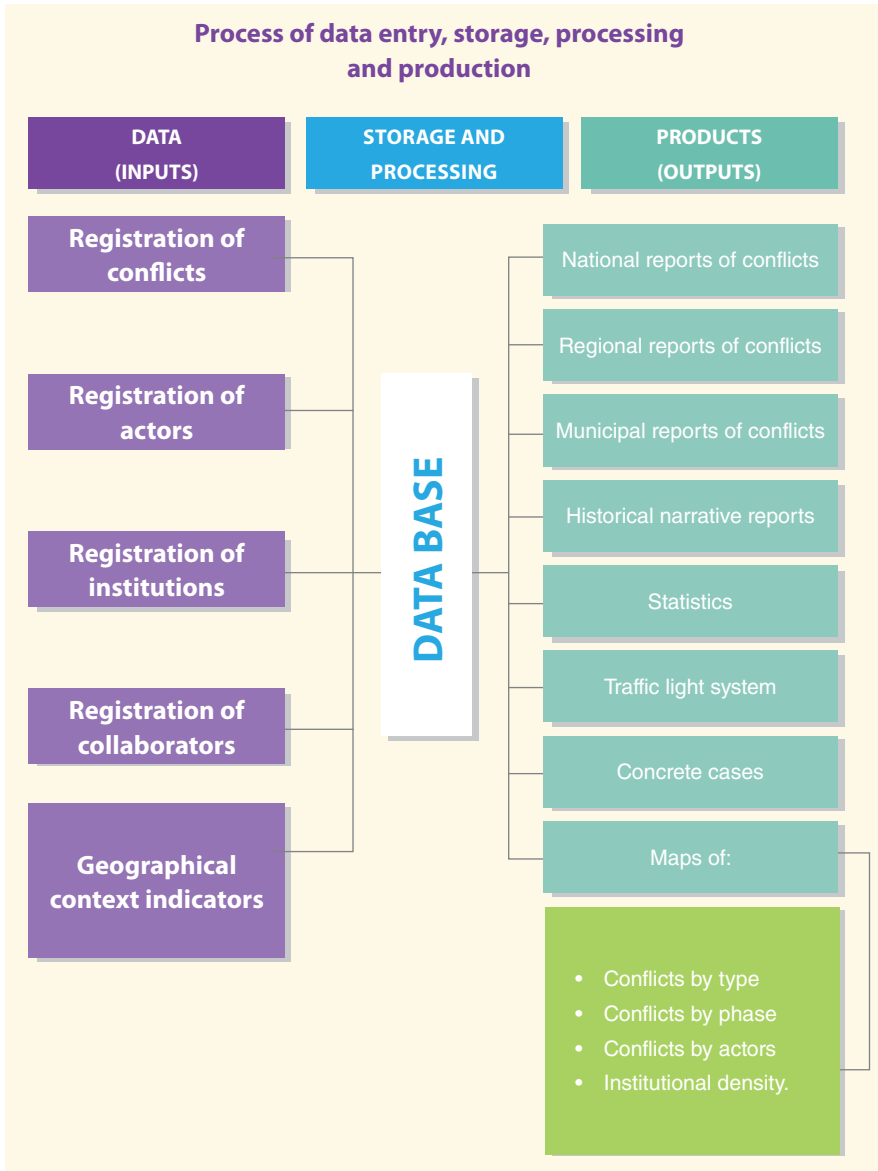 Process of data entry, storage, processing
and production
DATA
(INPUTS)
STORAGE AND
PROCESSING
PRODUCTS
(OUTPUTS)
Registration of
conflicts
Registration of
actors
Registration of
institutions
Registration of
collaborators
Geographical
context indicators
DATA BASE
National reports of conflicts
Regional reports of conflicts
Municipal reports of conflicts
Historical narrative reports
Statistics
Traffic light system
Concrete cases
Maps of:
• Conflicts by type
• Conflicts by phase
• Conflicts by actors
• Institutional density.